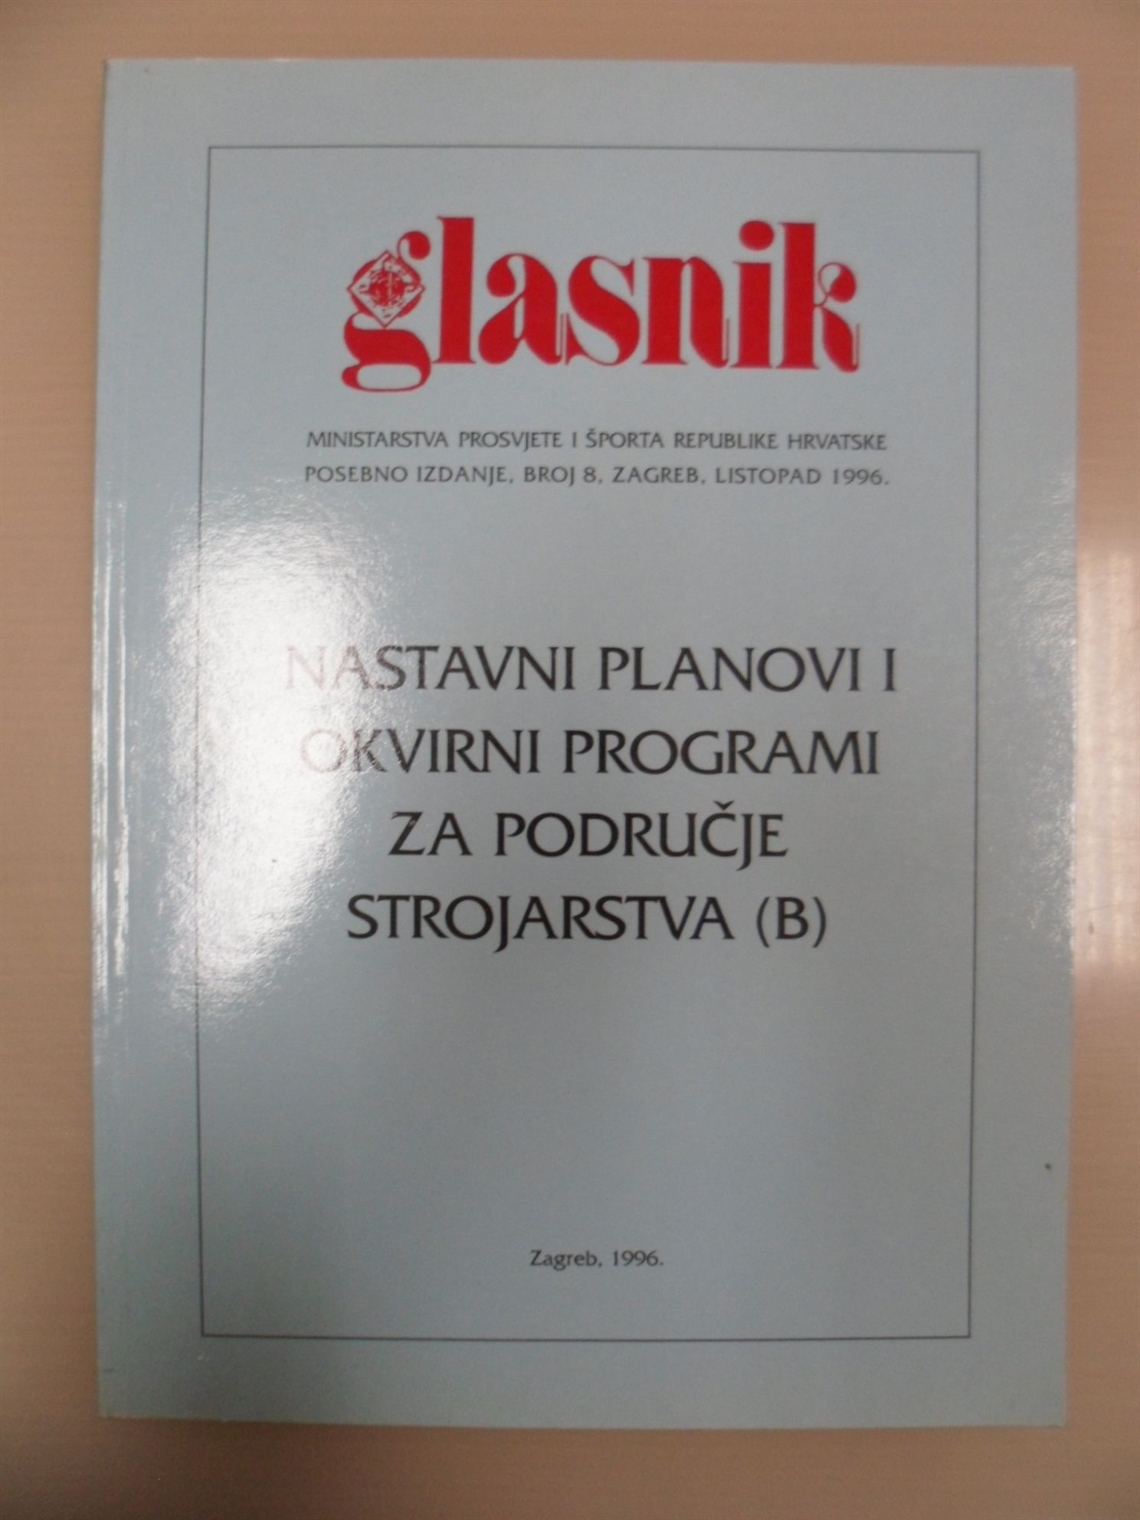 glasnik
MINISTARSTVA PROSVJETE I ŠPORTA REPUBLIKE HRVATSKE
POSEBNO IZDANJE, BROJ 8, ZAGREB, LISTOPAD 1996.
NASTAVNI PLANOVI I
OKVIRNI PROGRAMI
ZA PODRUČJE
STROJARSTVA (B)
Zagreb, 1996.